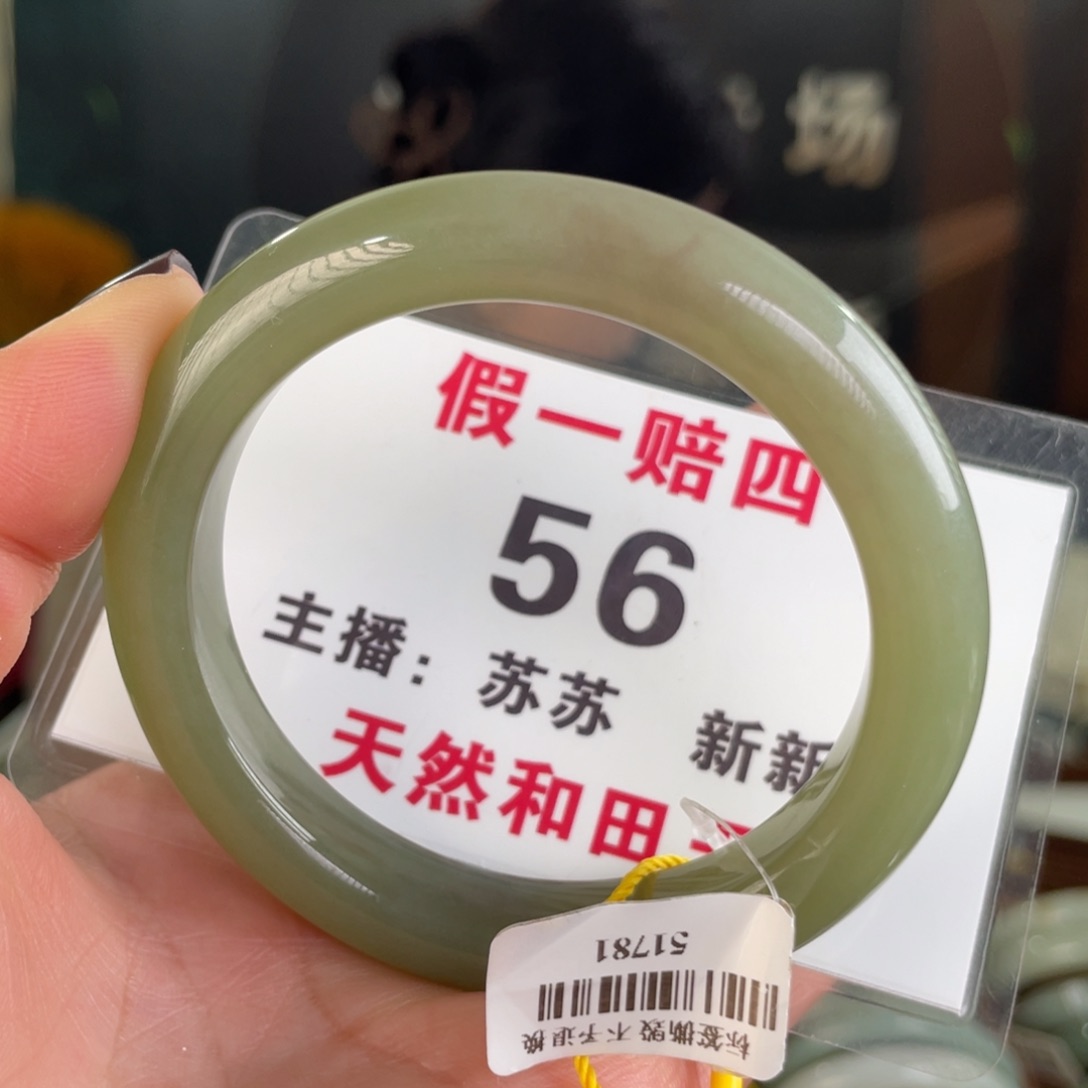 场
假一赔四
56
主播：苏苏 新新
天然和田
51781
标签撕毁 不予退换